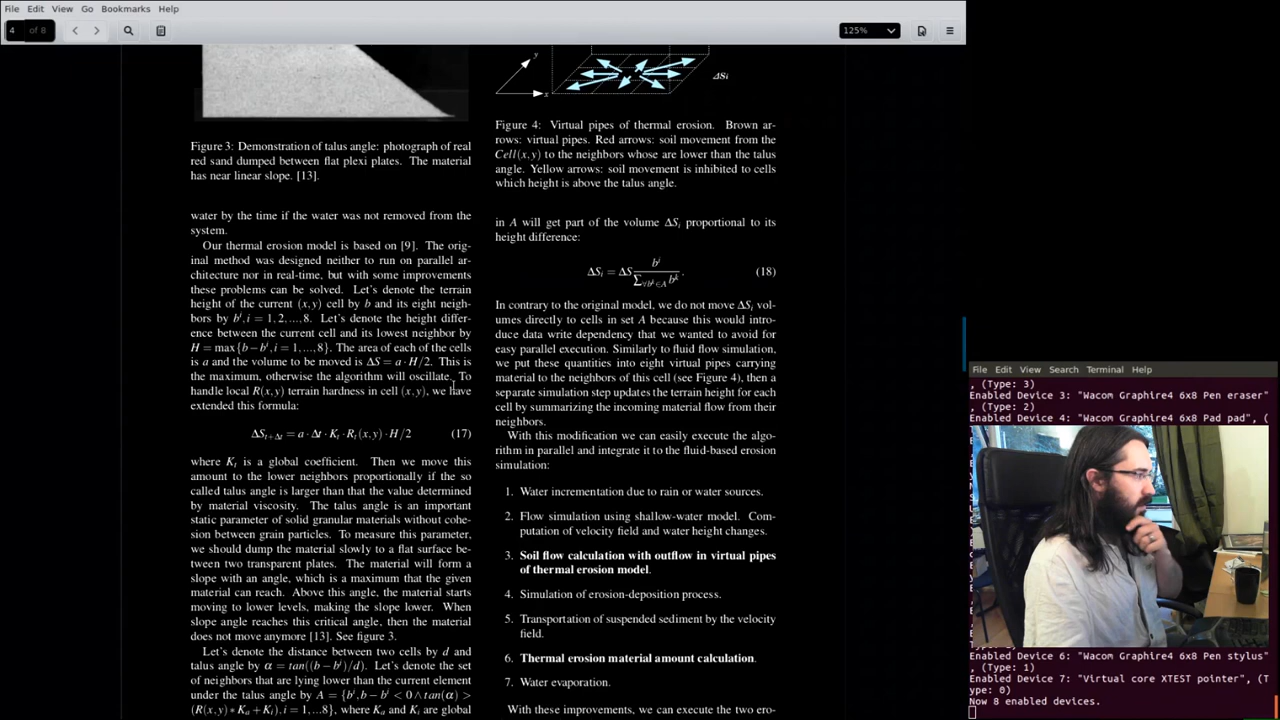 File Edit View Go Bookmarks Help
4 of 8
125%
y
x
ΔSi
Figure 3: Demonstration of talus angle: photograph of real
red sand dumped between flat plexi plates. The material
has near linear slope. [13].
water by the time if the water was not removed from the
system.
Our thermal erosion model is based on [9]. The orig-
inal method was designed neither to run on parallel ar-
chitecture nor in real-time, but with some improvements
these problems can be solved. Let's denote the terrain
height of the current (x,y) cell by b and its eight neigh-
bors by bⁱ, i = 1,2,...,8. Let's denote the height differ-
ence between the current cell and its lowest neighbor by
H = max{b − bⁱ, i = 1,...,8}. The area of each of the cells
is a and the volume to be moved is ΔS = a · H/2. This is
the maximum, otherwise the algorithm will oscillate. To
handle local R(x,y) terrain hardness in cell (x,y), we have
extended this formula:
ΔSₜ₊Δₜ = a · Δt · Kₜ · Rₜ(x,y) · H/2 (17)
where Kₜ is a global coefficient. Then we move this
amount to the lower neighbors proportionally if the so
called talus angle is larger than that the value determined
by material viscosity. The talus angle is an important
static parameter of solid granular materials without cohe-
sion between grain particles. To measure this parameter,
we should dump the material slowly to a flat surface be-
tween two transparent plates. The material will form a
slope with an angle, which is a maximum that the given
material can reach. Above this angle, the material starts
moving to lower levels, making the slope lower. When
slope angle reaches this critical angle, then the material
does not move anymore [13]. See figure 3.
Let's denote the distance between two cells by d and
talus angle by α = tan((b − bⁱ)/d). Let's denote the set
of neighbors that are lying lower than the current element
under the talus angle by A = {bⁱ, b − bⁱ < 0 ∧ tan(α) >
(R(x,y) * Kₐ + Kᵢ), i = 1,...8}, where Kₐ and Kᵢ are global
Figure 4: Virtual pipes of thermal erosion. Brown ar-
rows: virtual pipes. Red arrows: soil movement from the
Cell(x,y) to the neighbors whose are lower than the talus
angle. Yellow arrows: soil movement is inhibited to cells
which height is above the talus angle.
in A will get part of the volume ΔSᵢ proportional to its
height difference:
ΔSᵢ = ΔS bⁱ / ∑∀bᵏ∈A bᵏ. (18)
In contrary to the original model, we do not move ΔSᵢ vol-
umes directly to cells in set A because this would intro-
duce data write dependency that we wanted to avoid for
easy parallel execution. Similarly to fluid flow simulation,
we put these quantities into eight virtual pipes carrying
material to the neighbors of this cell (see Figure 4), then a
separate simulation step updates the terrain height for each
cell by summarizing the incoming material flow from their
neighbors.
With this modification we can easily execute the algo-
rithm in parallel and integrate it to the fluid-based erosion
simulation:
1. Water incrementation due to rain or water sources.
2. Flow simulation using shallow-water model. Com-
putation of velocity field and water height changes.
3. Soil flow calculation with outflow in virtual pipes
of thermal erosion model.
4. Simulation of erosion-deposition process.
5. Transportation of suspended sediment by the velocity
field.
6. Thermal erosion material amount calculation.
7. Water evaporation.
With these improvements, we can execute the two ero-
File Edit View Search Terminal Help
, (Type: 3)
Enabled Device 3: "Wacom Graphire4 6x8 Pen eraser"
, (Type: 2)
Enabled Device 4: "Wacom Graphire4 6x8 Pad pad", (
Enabled Device 6: "Wacom Graphire4 6x8 Pen stylus"
, (Type: 1)
Enabled Device 7: "Virtual core XTEST pointer", (T
ype: 0)
Now 8 enabled devices.